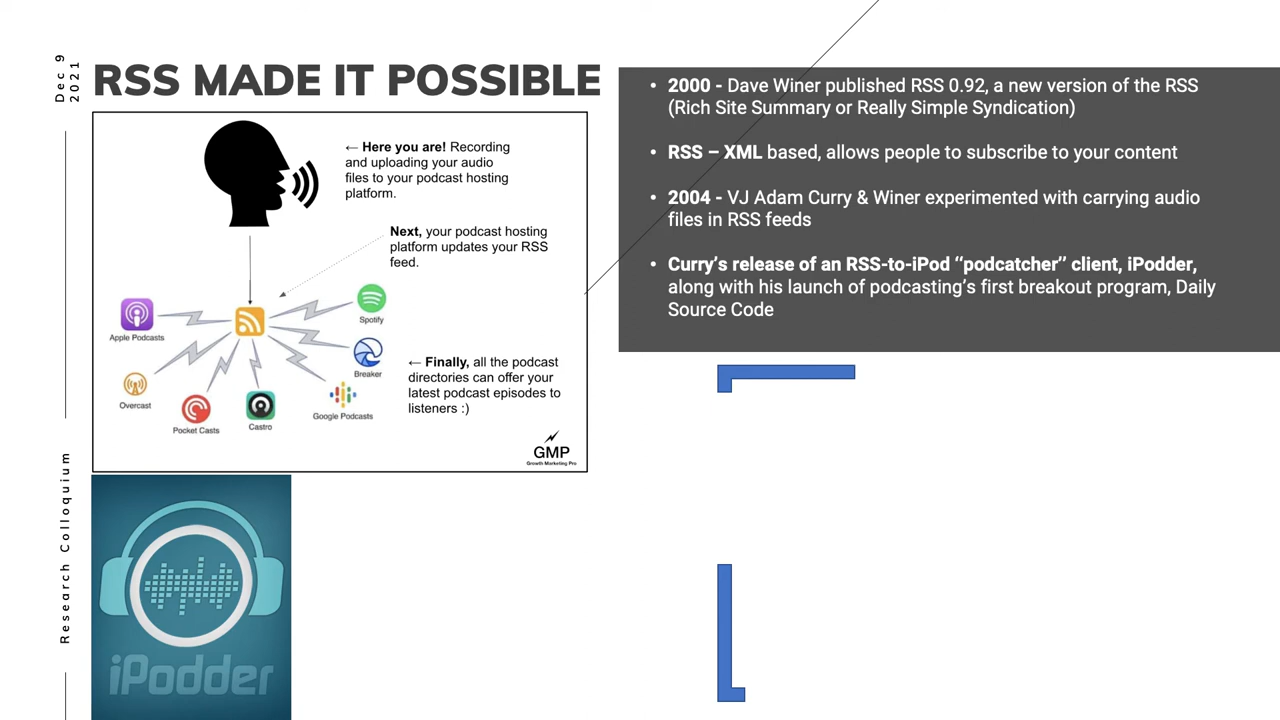 Dec 9
2021
RSS MADE IT POSSIBLE
← Here you are! Recording
and uploading your audio
files to your podcast hosting
platform.
Next, your podcast hosting
platform updates your RSS
feed.
Apple Podcasts
Spotify
Breaker
Overcast
Pocket Casts
Castro
Google Podcasts
← Finally, all the podcast
directories can offer your
latest podcast episodes to
listeners :)
GMP
Growth Marketing Pro
• 2000 - Dave Winer published RSS 0.92, a new version of the RSS
(Rich Site Summary or Really Simple Syndication)
• RSS – XML based, allows people to subscribe to your content
• 2004 - VJ Adam Curry & Winer experimented with carrying audio
files in RSS feeds
• Curry’s release of an RSS-to-iPod “podcatcher” client, iPodder,
along with his launch of podcasting’s first breakout program, Daily
Source Code
Research Colloquium
iPodder